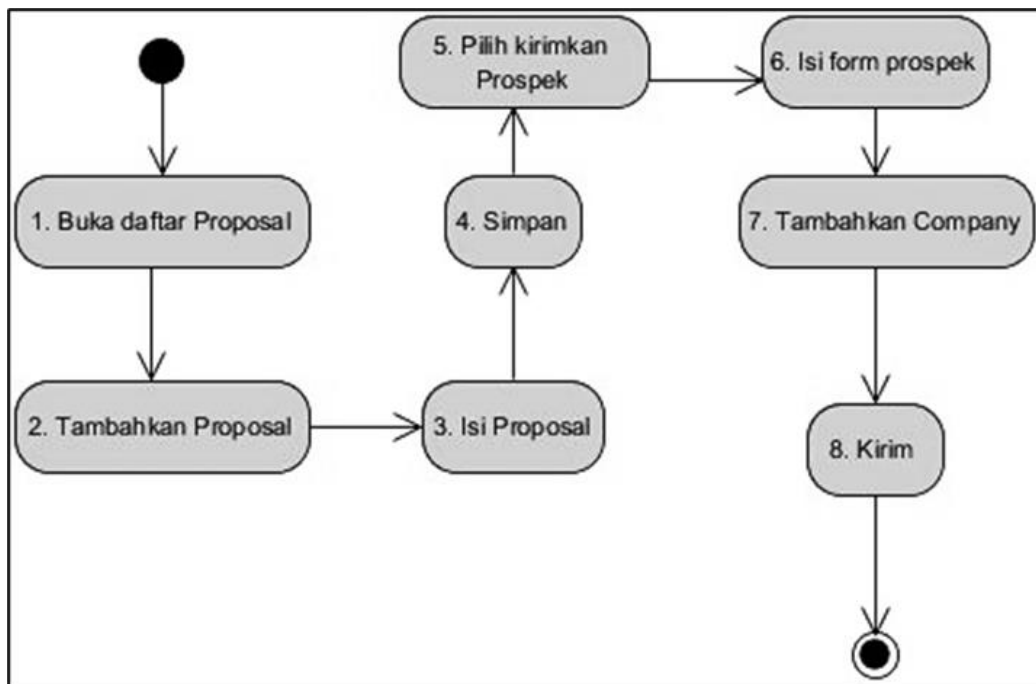 1. Buka daftar Proposal
2. Tambahkan Proposal
3. Isi Proposal
4. Simpan
5. Pilih kirimkan
Prospek
6. Isi form prospek
7. Tambahkan Company
8. Kirim